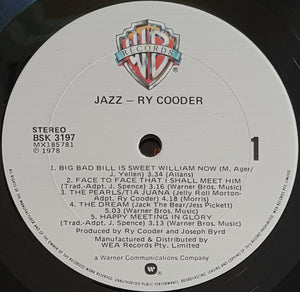 WB
RECORDS
JAZZ – RY COODER
STEREO
BSK 3197
MX185781
℗ 1978
1
1. BIG BAD BILL IS SWEET WILLIAM NOW (M. Ager/
J. Yellen) 3.34 (Allans)
2. FACE TO FACE THAT I SHALL MEET HIM
(Trad.-Adpt. J. Spence) 3.16 (Warner Bros. Music)
3. THE PEARLS/TIA JUANA (Jelly Roll Morton-
Adpt. Ry Cooder) 4.18 (Morris)
4. THE DREAM (Jack The Bear/Jess Pickett)
5.03 (Warner Bros. Music)
5. HAPPY MEETING IN GLORY
(Trad.-Adpt. J. Spence) 3.13 (Warner Bros. Music)
Produced by Ry Cooder and Joseph Byrd
Manufactured & Distributed by
WEA Records Pty. Limited
a Warner Communications Company